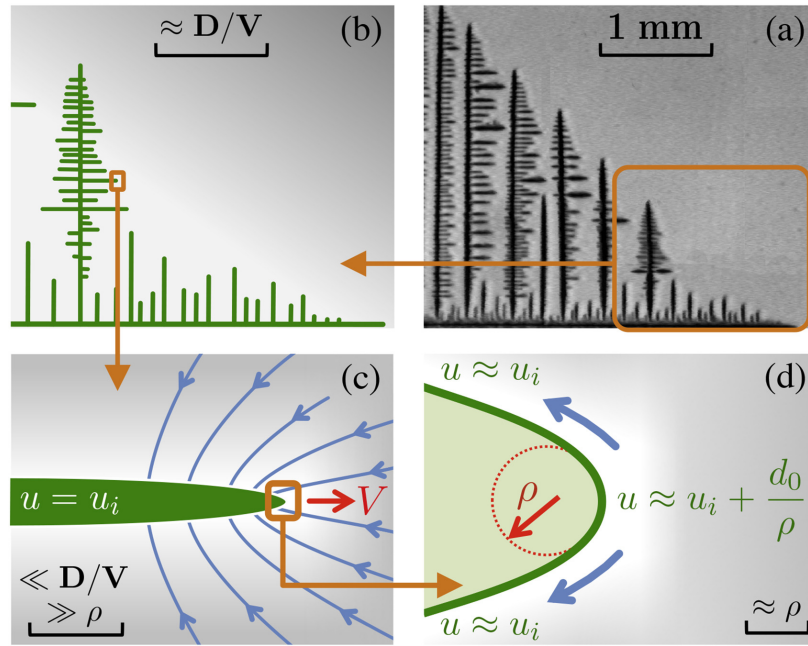 ≈ D/V
(b)
1 mm
(a)
(c)
u = u_i
V
≪ D/V
≫ ρ
(d)
u ≈ u_i
ρ
u ≈ u_i + d_0/ρ
u ≈ u_i
≈ ρ